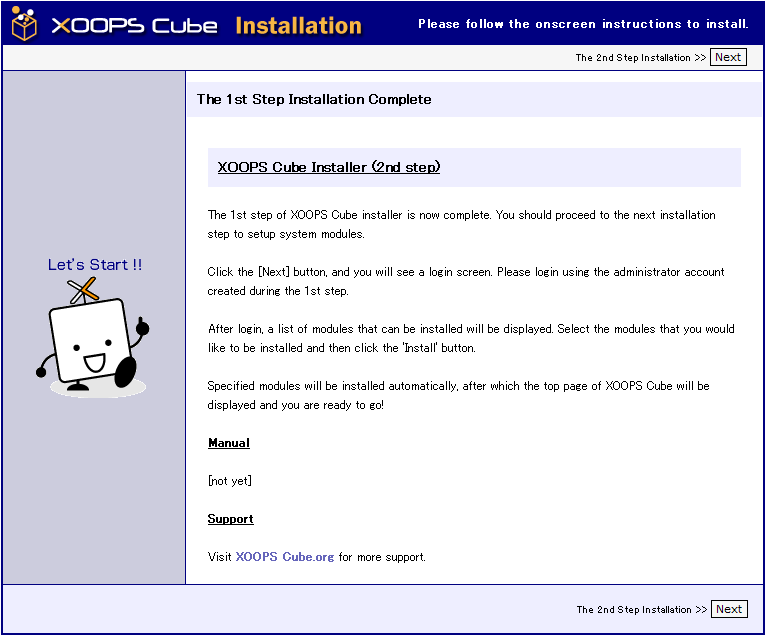 XOOPS Cube Installation
Please follow the onscreen instructions to install.
The 2nd Step Installation >> Next
The 1st Step Installation Complete
XOOPS Cube Installer (2nd step)
The 1st step of XOOPS Cube installer is now complete. You should proceed to the next installation
step to setup system modules.
Let's Start !!
Click the [Next] button, and you will see a login screen. Please login using the administrator account
created during the 1st step.
After login, a list of modules that can be installed will be displayed. Select the modules that you would
like to be installed and then click the 'Install' button.
Specified modules will be installed automatically, after which the top page of XOOPS Cube will be
displayed and you are ready to go!
Manual
[not yet]
Support
Visit XOOPS Cube.org for more support.
The 2nd Step Installation >> Next